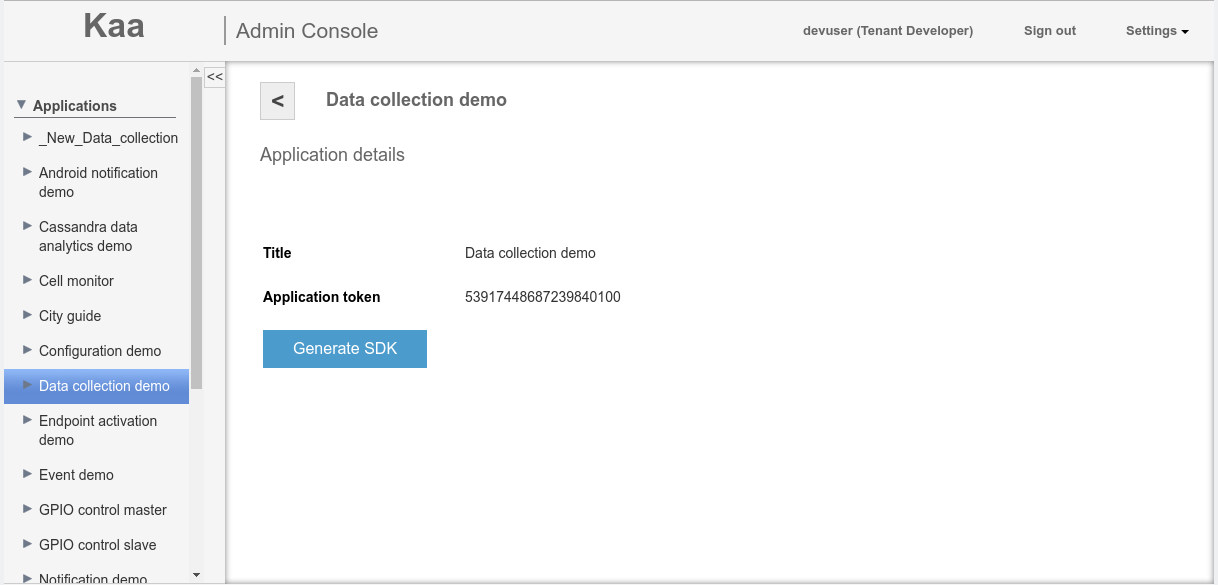 Kaa
Admin Console
devuser (Tenant Developer)
Sign out
Settings
<<
Applications
_New_Data_collection
Android notification
demo
Cassandra data
analytics demo
Cell monitor
City guide
Configuration demo
Data collection demo
Endpoint activation
demo
Event demo
GPIO control master
GPIO control slave
Notification demo
<
Data collection demo
Application details
Title
Data collection demo
Application token
53917448687239840100
Generate SDK